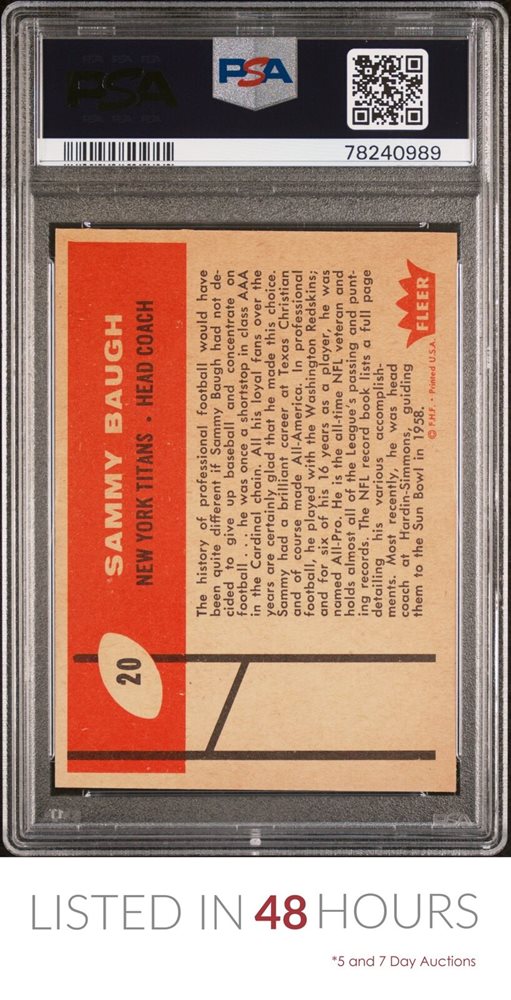 PSA
PSA
78240989
20
SAMMY BAUGH
NEW YORK TITANS • HEAD COACH
The history of professional football would have
been quite different if Sammy Baugh had not de-
cided to give up baseball and concentrate on
football . . . he was once a shortstop in class AAA
in the Cardinal chain. All his loyal fans over the
years are certainly glad that he made this choice.
Sammy had a brilliant career at Texas Christian
and of course made All-America. In professional
football, he played with the Washington Redskins;
and for six of his 16 years as a player, he was
named All-Pro. He is the all-time NFL veteran and
holds almost all of the League's passing and punt-
ing records. The NFL record book lists a full page
detailing his various accomplish-
ments. Most recently, he was head
coach at Hardin-Simmons, guiding
them to the Sun Bowl in 1958.
© F.H.F. • Printed U.S.A.
FLEER
PSA
LISTED IN 48 HOURS
*5 and 7 Day Auctions